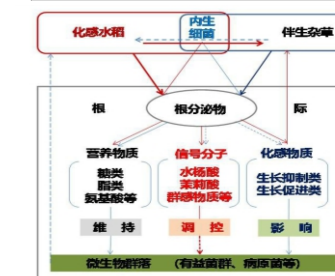 化感水稻 内生细菌 伴生杂草
根 根分泌物 际
营养物质 信号分子 化感物质
糖类 水杨酸 生长抑制类
脂类 茉莉酸 生长促进类
氨基酸等 群感物质等
维 持 调 控 影 响
微生物群落 (有益菌群、病原菌等)